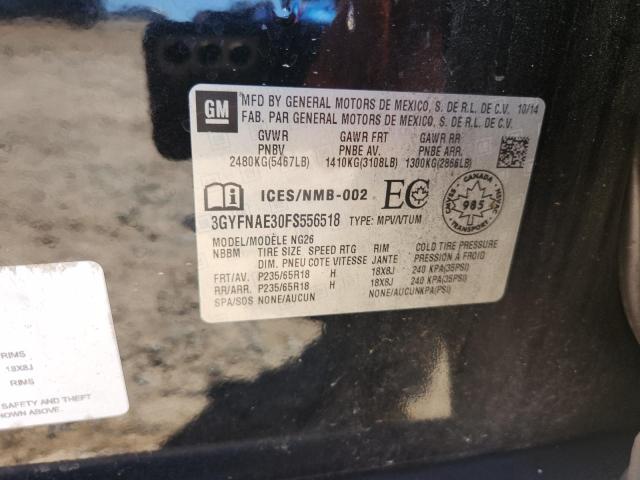 GM
MFD BY GENERAL MOTORS DE MEXICO, S. DE R.L. DE C.V. 10/14
FAB. PAR GENERAL MOTORS DE MEXICO, S. DE R.L. DE C.V.
GVWR GAWR FRT GAWR RR
PNBV PNBE AV. PNBE ARR.
2480KG(5467LB) 1410KG(3108LB) 1300KG(2866LB)
ICES/NMB-002 EC
CANADA 985 TRANSPORT
3GYFNAE30FS556518 TYPE: MPV/VTUM
MODEL/MODÈLE NG26
NBBM TIRE SIZE SPEED RTG RIM COLD TIRE PRESSURE
DIM. PNEU COTE VITESSE JANTE PRESSION À FROID
FRT/AV. P235/65R18 H 18X8J 240 KPA(35PSI)
RR/ARR. P235/65R18 H 18X8J 240 KPA(35PSI)
SPA/SOS NONE/AUCUN NONE/AUCUNKPA(PSI)
RIMS
18X8J
RIMS
SAFETY AND THEFT
SHOWN ABOVE